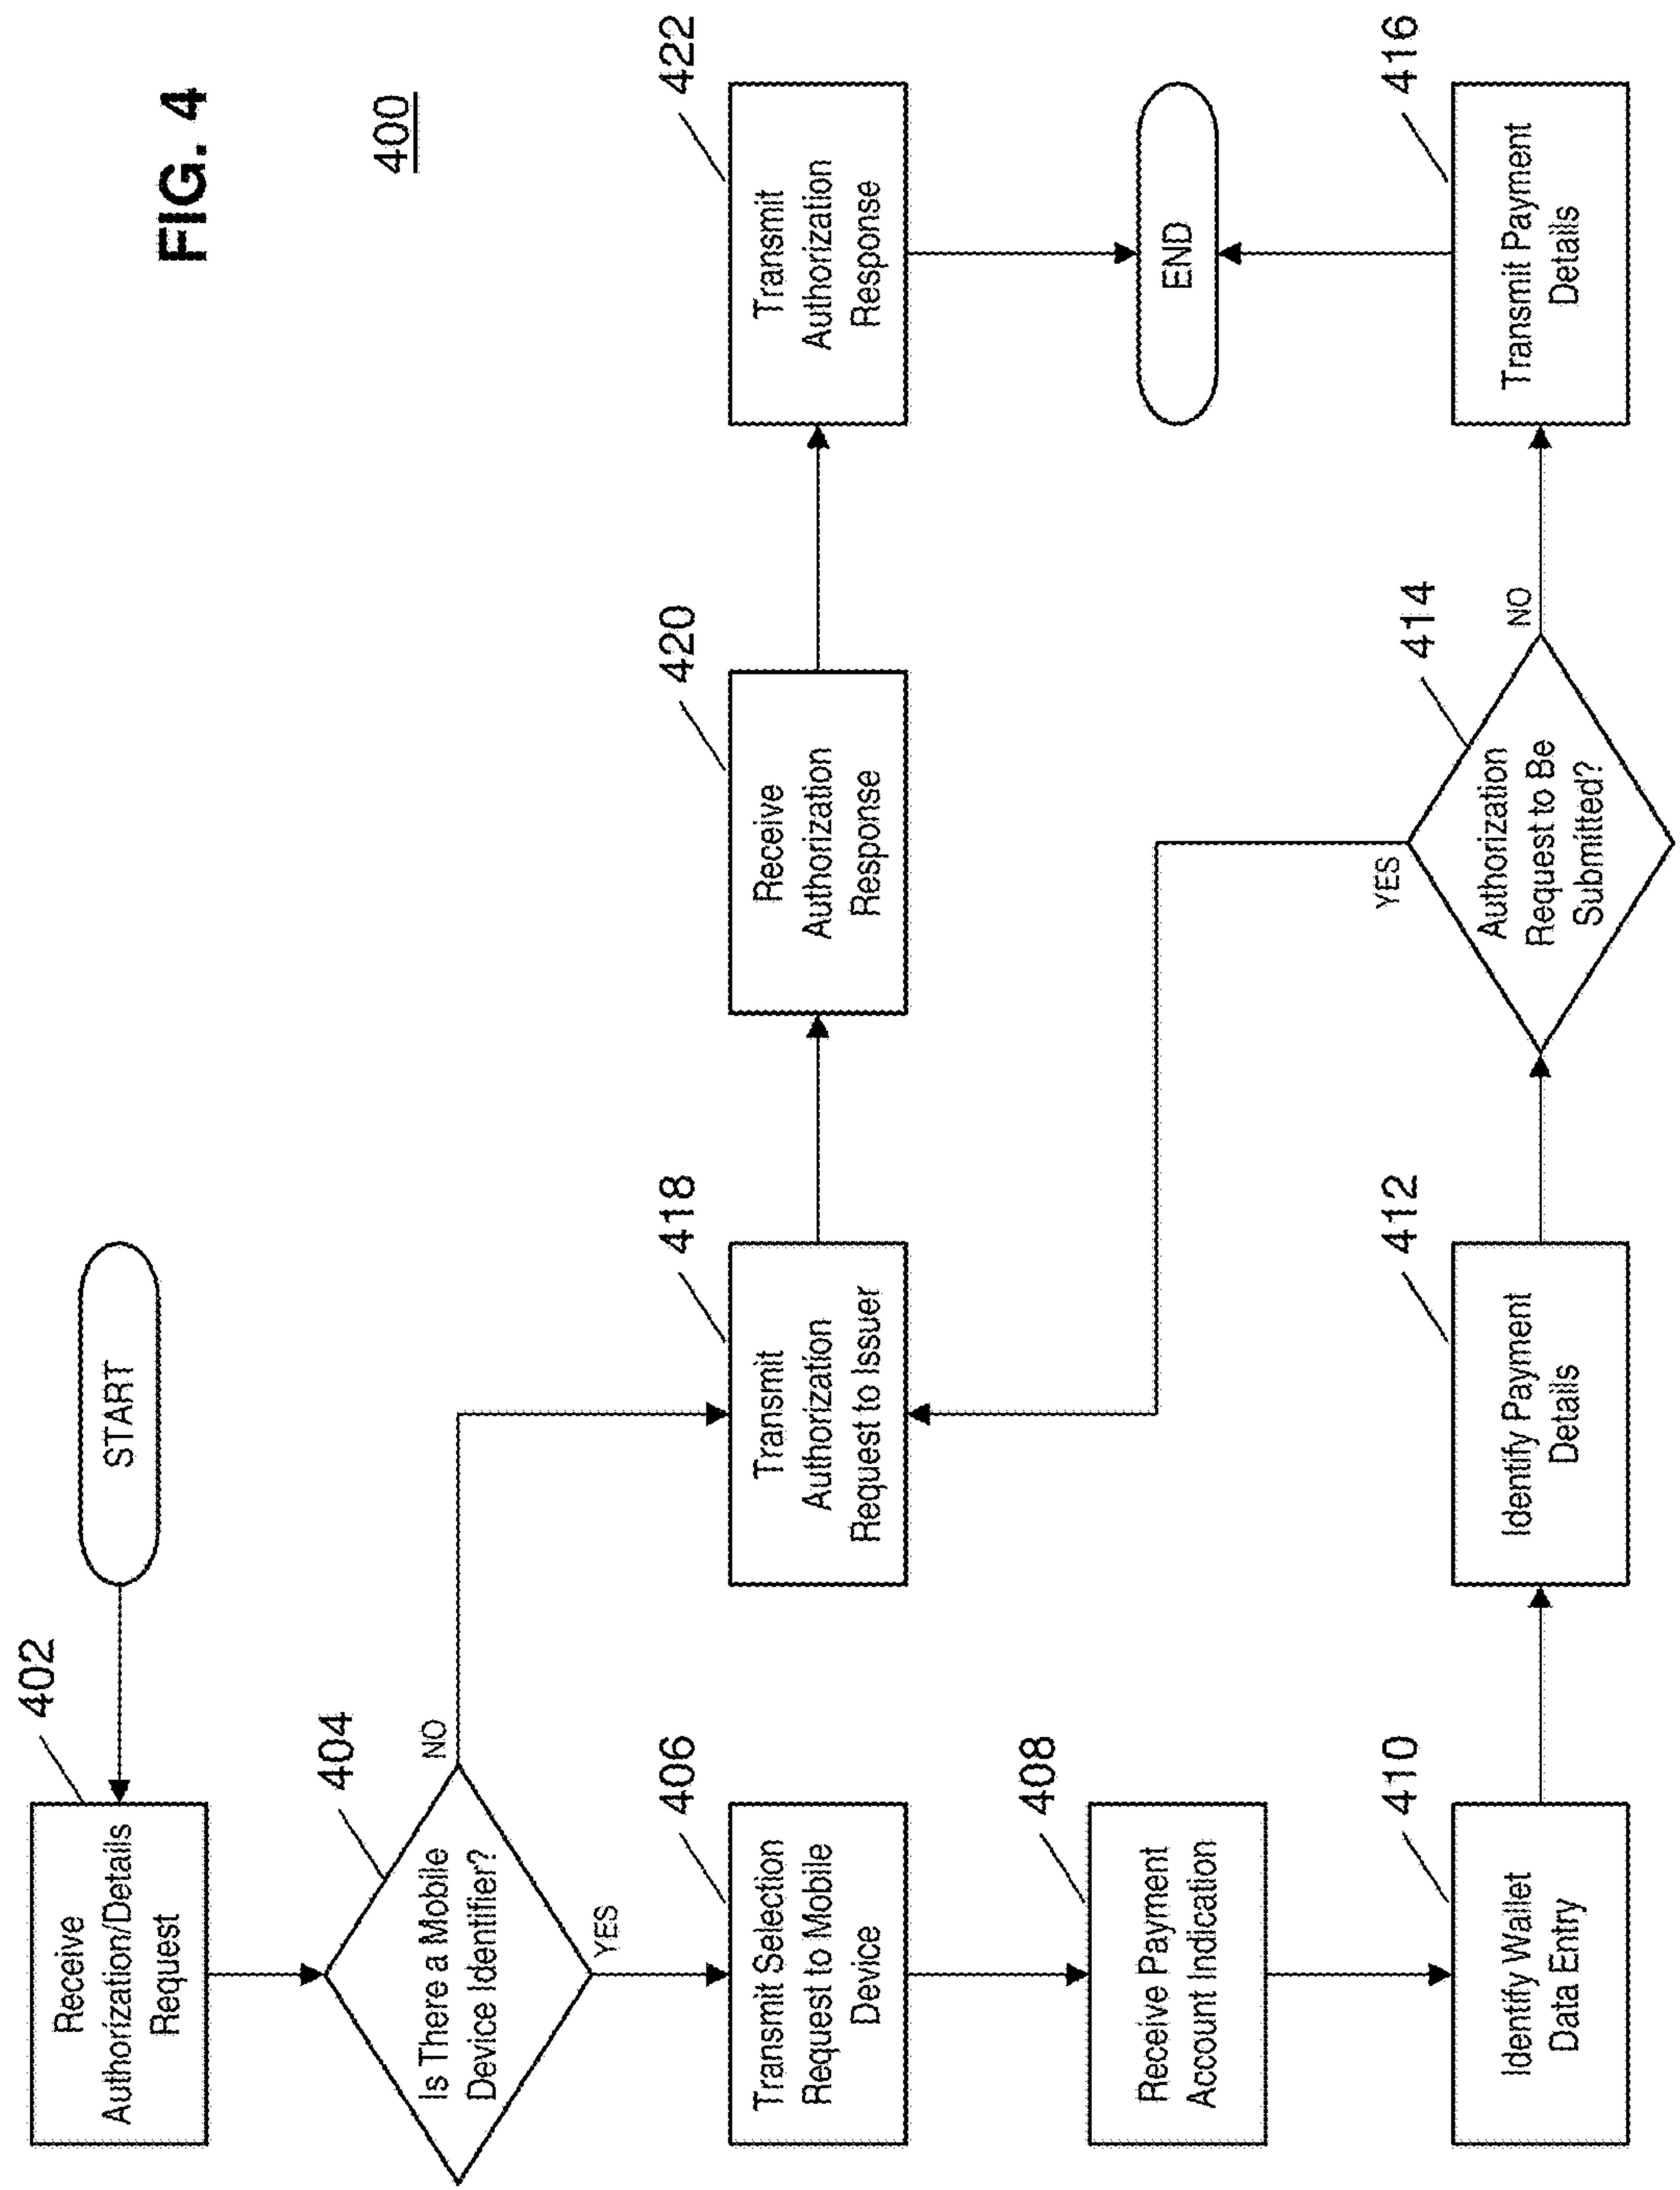 FIG. 4
400
START
402
Receive
Authorization/Details
Request
404
Is There a Mobile
Device Identifier?
NO
YES
406
Transmit Selection
Request to Mobile
Device
408
Receive Payment
Account Indication
410
Identify Wallet
Data Entry
412
Identify Payment
Details
414
Authorization
Request to Be
Submitted?
YES
NO
416
Transmit Payment
Details
418
Transmit
Authorization
Request to Issuer
420
Receive
Authorization
Response
422
Transmit
Authorization
Response
END